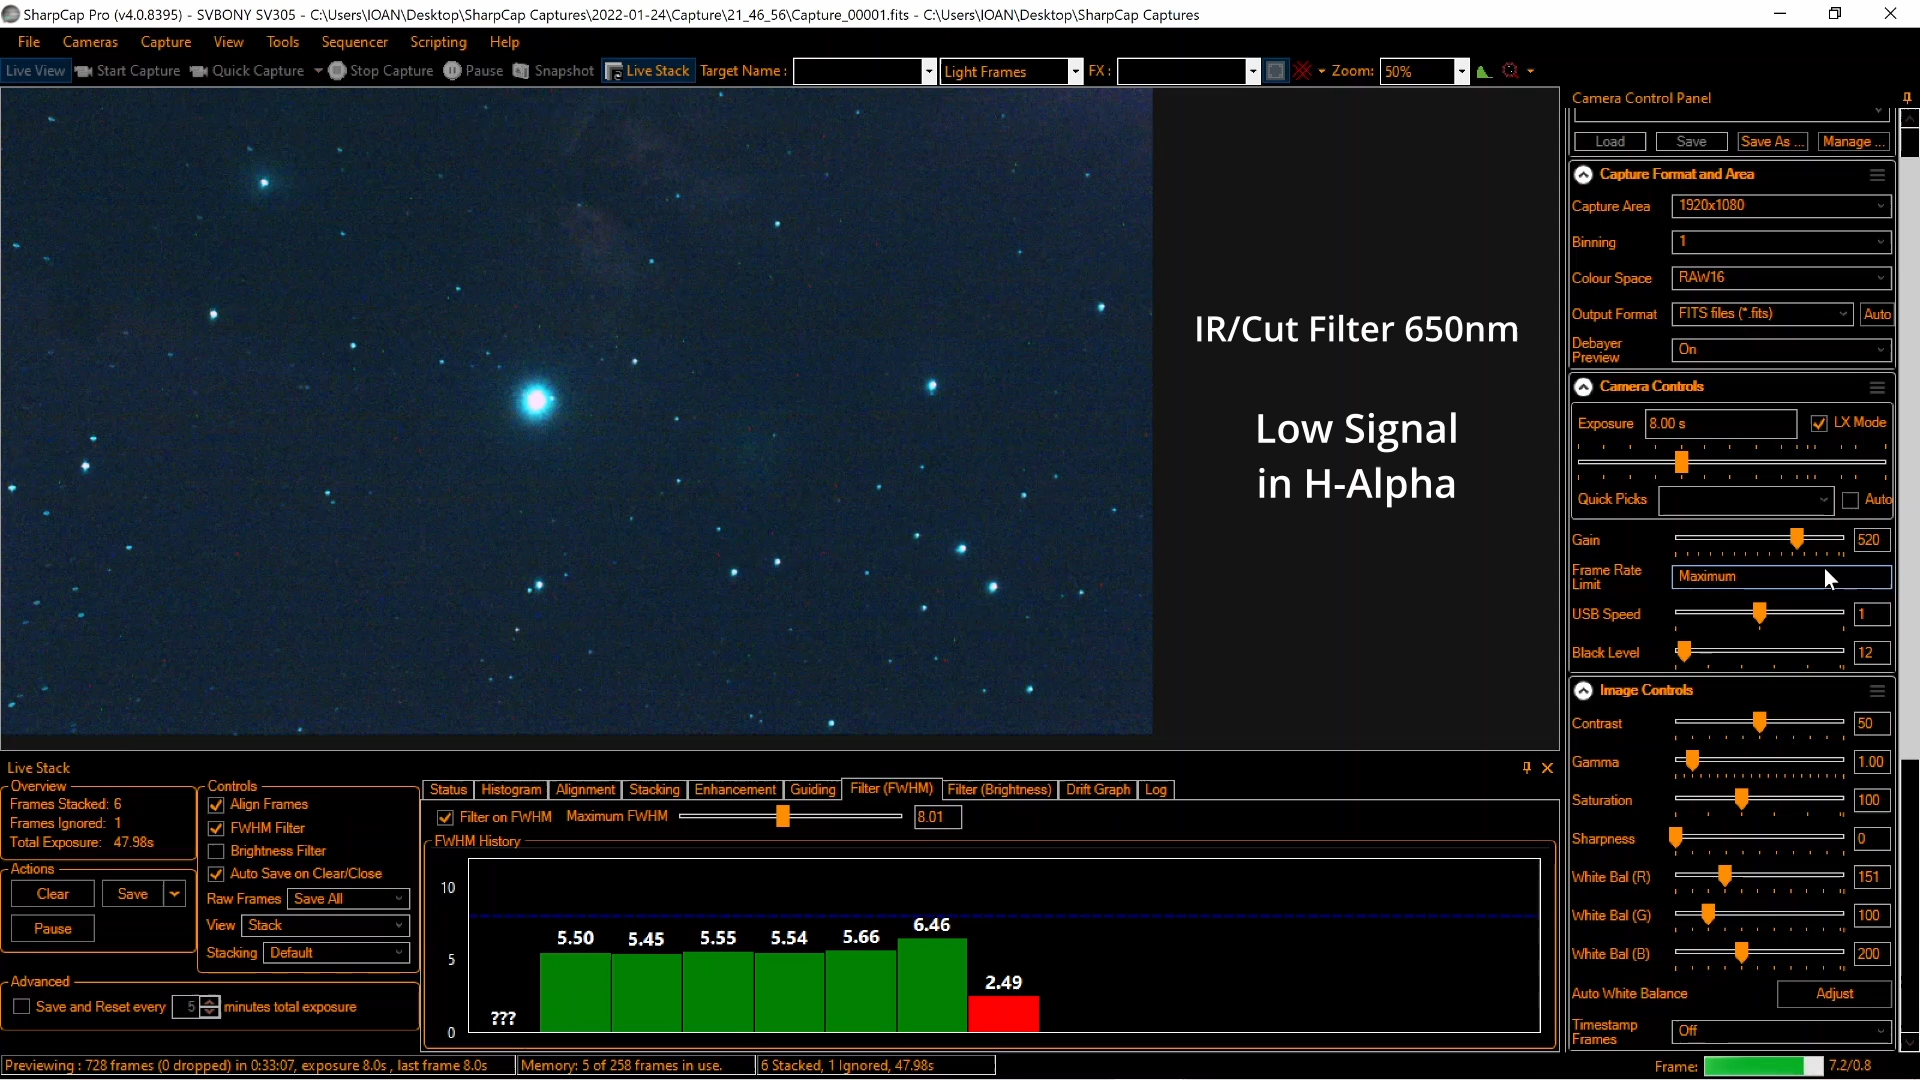 SharpCap Pro (v4.0.8395) - SVBONY SV305 - C:\Users\IOAN\Desktop\SharpCap Captures\2022-01-24\Capture\21_46_56\Capture_00001.fits - C:\Users\IOAN\Desktop\SharpCap Captures
File Cameras Capture View Tools Sequencer Scripting Help
Live View Start Capture Quick Capture Stop Capture Pause Snapshot Live Stack Target Name : Light Frames FX : Zoom: 50%
Camera Control Panel
Load Save Save As ... Manage ...
Capture Format and Area
Capture Area 1920x1080
Binning 1
Colour Space RAW16
Output Format FITS files (*.fits) Auto
Debayer
Preview On
Camera Controls
Exposure 8.00 s LX Mode
Quick Picks Auto
Gain 520
Frame Rate
Limit Maximum
USB Speed 1
Black Level 12
Image Controls
Contrast 50
Gamma 1.00
Saturation 100
Sharpness 0
White Bal (R) 151
White Bal (G) 100
White Bal (B) 200
Auto White Balance Adjust
Timestamp
Frames Off
IR/Cut Filter 650nm
Low Signal
in H-Alpha
Live Stack
Overview
Frames Stacked: 6
Frames Ignored: 1
Total Exposure: 47.98s
Actions
Clear Save
Pause
Controls
Align Frames
FWHM Filter
Brightness Filter
Auto Save on Clear/Close
Raw Frames Save All
View Stack
Stacking Default
Advanced
Save and Reset every 5 minutes total exposure
Status Histogram Alignment Stacking Enhancement Guiding Filter (FWHM) Filter (Brightness) Drift Graph Log
Filter on FWHM Maximum FWHM 8.01
FWHM History
10
5
0
??? 5.50 5.45 5.55 5.54 5.66 6.46 2.49
Previewing : 728 frames (0 dropped) in 0:33:07, exposure 8.0s , last frame 8.0s Memory: 5 of 258 frames in use. 6 Stacked, 1 Ignored, 47.98s Frame: 7.2/0.8